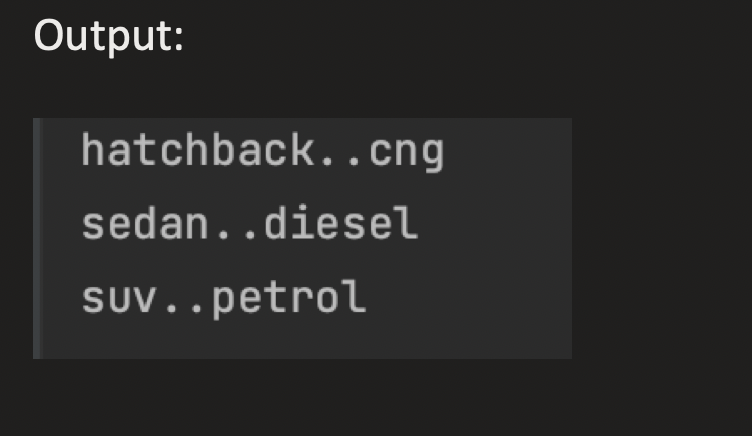 Output:
hatchback..cng
sedan..diesel
suv..petrol